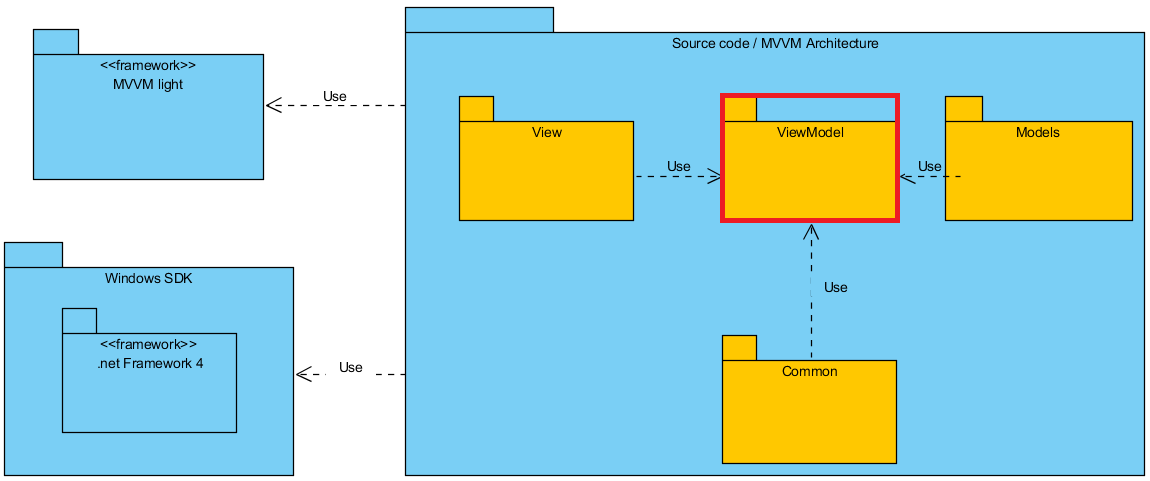 Source code / MVVM Architecture
<<framework>>
MVVM light
Use
View
ViewModel
Models
Use
Use
Windows SDK
<<framework>>
.net Framework 4
Use
Use
Common